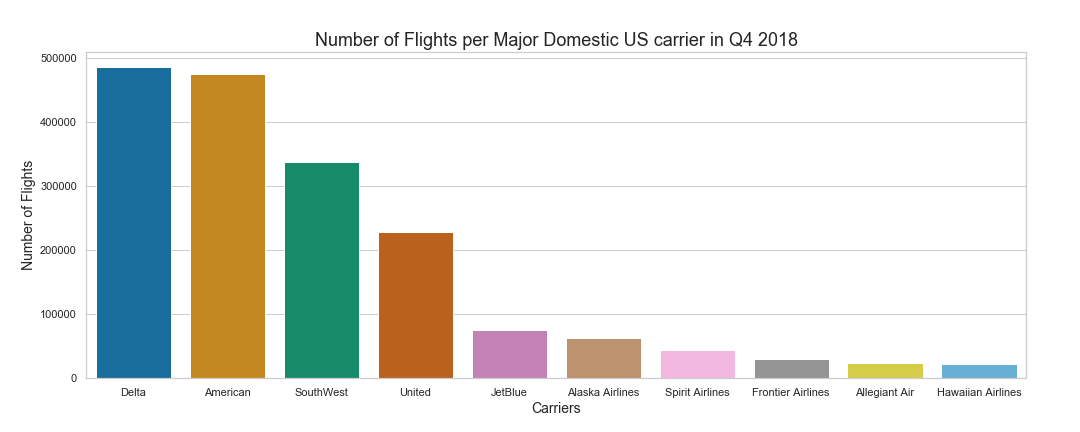 Number of Flights per Major Domestic US carrier in Q4 2018
Number of Flights
500000
400000
300000
200000
100000
0
Delta American SouthWest United JetBlue Alaska Airlines Spirit Airlines Frontier Airlines Allegiant Air Hawaiian Airlines
Carriers